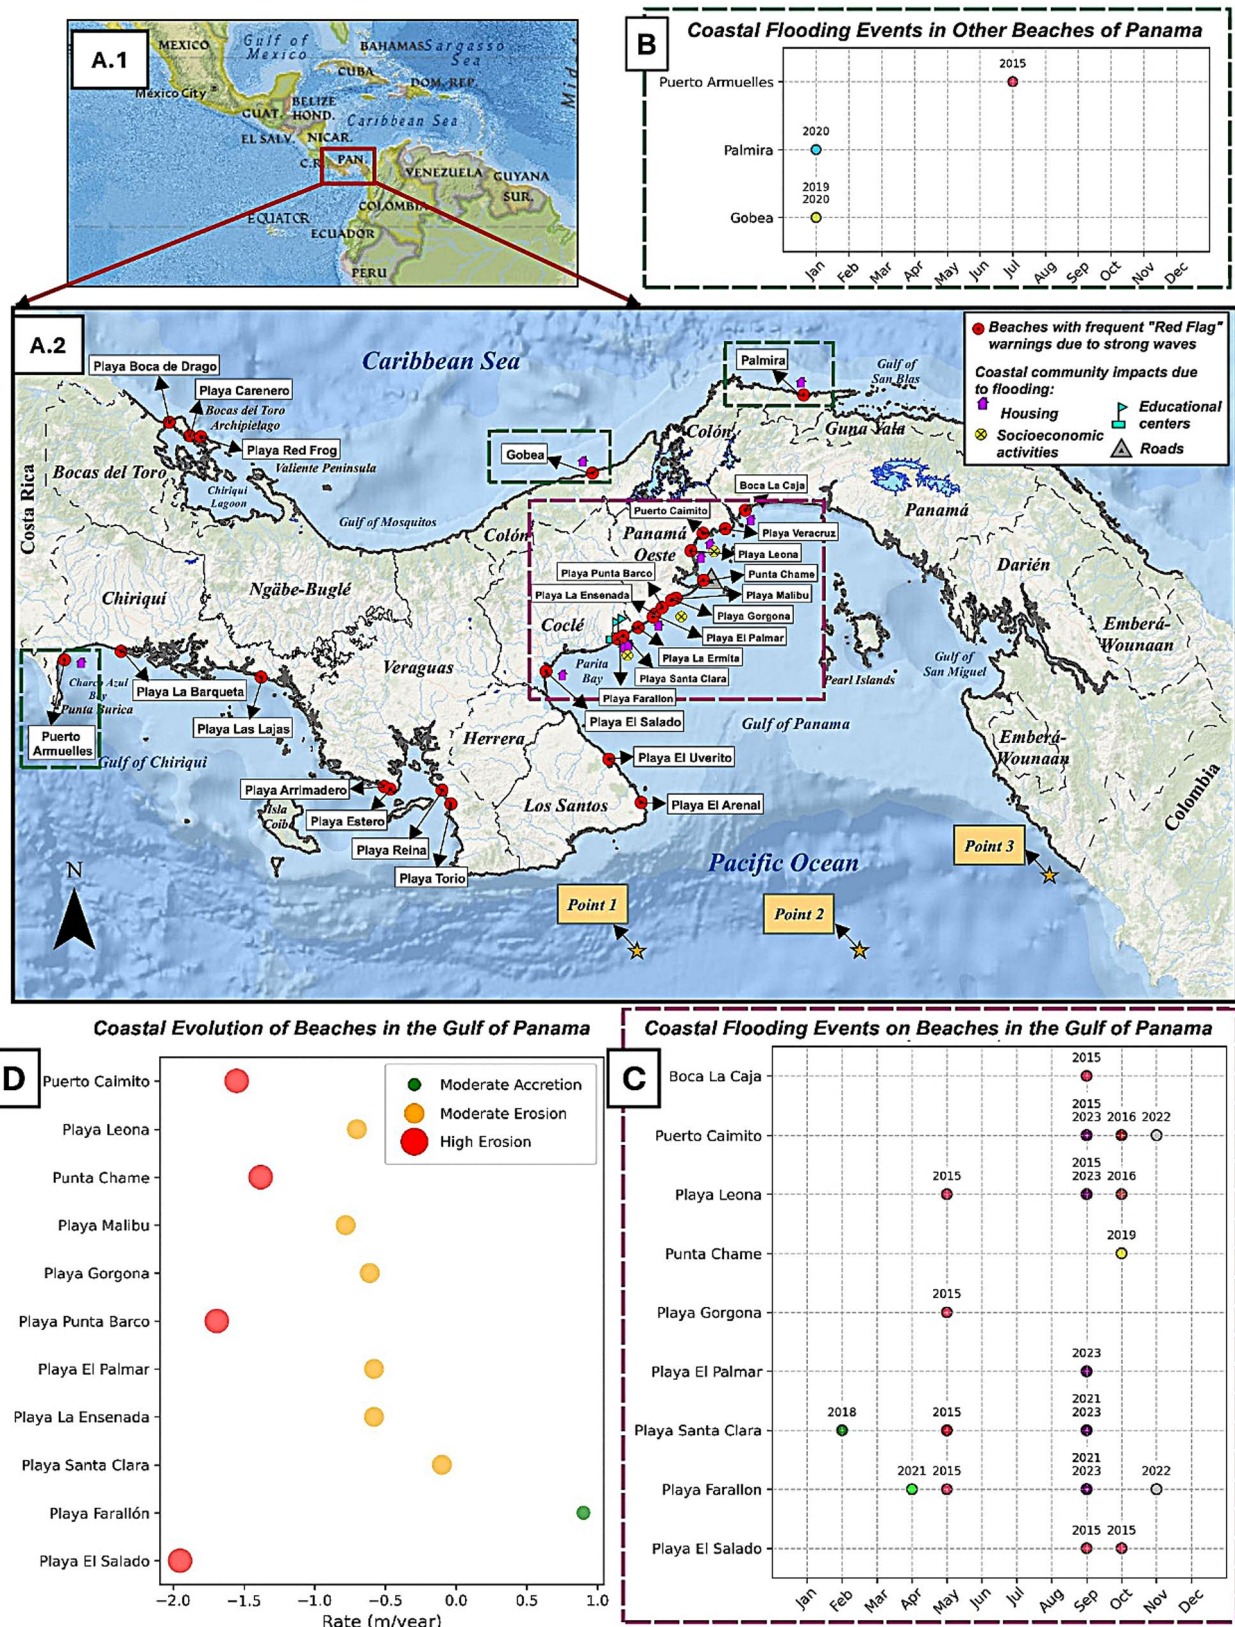 A.1
MEXICO
Gulf of
Mexico
BAHAMAS
Sargasso
Sea
CUBA
DOM. REP.
Mexico City
BELIZE
GUAT.
HOND.
Caribbean Sea
EL SALV.
NICAR.
C.R.
PAN.
VENEZUELA
GUYANA
SUR.
COLOMBIA
EQUATOR
ECUADOR
PERU
Mid
B
Coastal Flooding Events in Other Beaches of Panama
Puerto Armuelles
2015
Palmira
2020
Gobea
2019
2020
Jan
Feb
Mar
Apr
May
Jun
Jul
Aug
Sep
Oct
Nov
Dec
A.2
Caribbean Sea
Beaches with frequent "Red Flag"
warnings due to strong waves
Coastal community impacts due
to flooding:
Housing
Educational
centers
Socioeconomic
activities
Roads
Playa Boca de Drago
Playa Carenero
Bocas del Toro
Archipielago
Playa Red Frog
Valiente Peninsula
Bocas del Toro
Costa Rica
Chiriqui
Lagoon
Gulf of Mosquitos
Palmira
Gulf of
San Blas
Colón
Guna Yala
Gobea
Boca La Caja
Puerto Caimito
Playa Veracruz
Panamá
Oeste
Playa Leona
Colón
Panamá
Playa Punta Barco
Punta Chame
Playa La Ensenada
Playa Malibu
Playa Gorgona
Coclé
Playa El Palmar
Playa La Ermita
Parita
Bay
Playa Santa Clara
Playa Farallon
Playa El Salado
Pearl Islands
Gulf of
San Miguel
Darién
Emberá-
Wounaan
Chiriquí
Ngäbe-Buglé
Veraguas
Charco Azul
Bay
Punta Burica
Playa La Barqueta
Playa Las Lajas
Puerto
Armuelles
Gulf of Chiriqui
Herrera
Gulf of Panama
Playa El Uverito
Los Santos
Playa El Arenal
Playa Arrimadero
Isla
Coiba
Playa Estero
Playa Reina
Playa Torio
Emberá-
Wounaan
Colombia
Pacific Ocean
Point 1
Point 2
Point 3
N
Coastal Evolution of Beaches in the Gulf of Panama
D
Moderate Accretion
Moderate Erosion
High Erosion
Puerto Caimito
Playa Leona
Punta Chame
Playa Malibu
Playa Gorgona
Playa Punta Barco
Playa El Palmar
Playa La Ensenada
Playa Santa Clara
Playa Farallón
Playa El Salado
−2.0
−1.5
−1.0
−0.5
0.0
0.5
1.0
Rate (m/year)
Coastal Flooding Events on Beaches in the Gulf of Panama
C
Boca La Caja
2015
Puerto Caimito
2015
2023 2016 2022
Playa Leona
2015
2015
2023 2016
Punta Chame
2019
Playa Gorgona
2015
Playa El Palmar
2023
Playa Santa Clara
2018
2015
2021
2023
Playa Farallon
2021 2015
2021
2023
2022
Playa El Salado
2015 2015
Jan
Feb
Mar
Apr
May
Jun
Jul
Aug
Sep
Oct
Nov
Dec